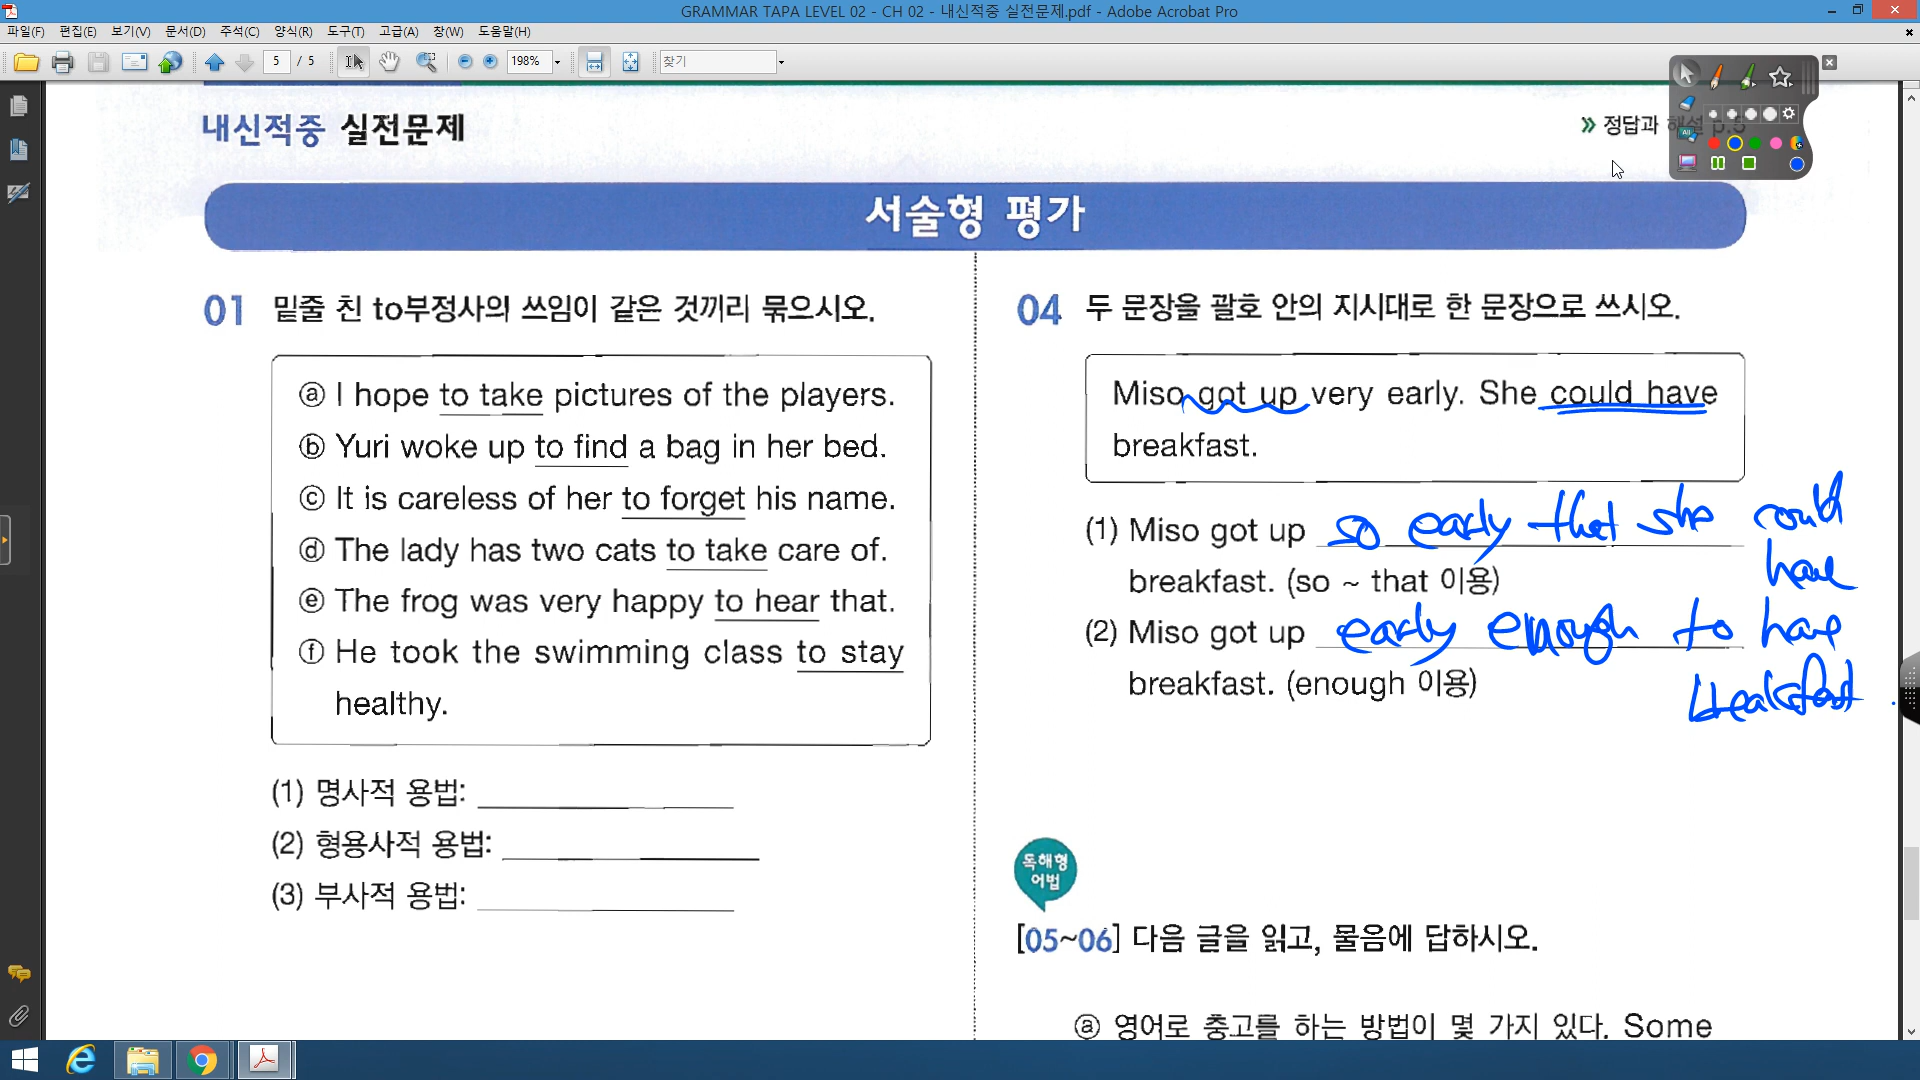 GRAMMAR TAPA LEVEL 02 - CH 02 - 내신적중 실전문제.pdf - Adobe Acrobat Pro
파일(F) 편집(E) 보기(V) 문서(D) 주석(C) 양식(R) 도구(T) 고급(A) 창(W) 도움말(H)
5 / 5 198% 찾기
내신적중 실전문제
정답과 해설 p.5
서술형 평가
01 밑줄 친 to부정사의 쓰임이 같은 것끼리 묶으시오.
ⓐ I hope to take pictures of the players.
ⓑ Yuri woke up to find a bag in her bed.
ⓒ It is careless of her to forget his name.
ⓓ The lady has two cats to take care of.
ⓔ The frog was very happy to hear that.
ⓕ He took the swimming class to stay
healthy.
(1) 명사적 용법:
(2) 형용사적 용법:
(3) 부사적 용법:
04 두 문장을 괄호 안의 지시대로 한 문장으로 쓰시오.
Miso got up very early. She could have
breakfast.
(1) Miso got up so early that she could
have
breakfast. (so ~ that 이용)
(2) Miso got up early enough to have
breakfast. (enough 이용) breakfast
독해형
어법
[05~06] 다음 글을 읽고, 물음에 답하시오.
ⓐ 영어로 충고를 하는 방법이 몇 가지 있다. Some